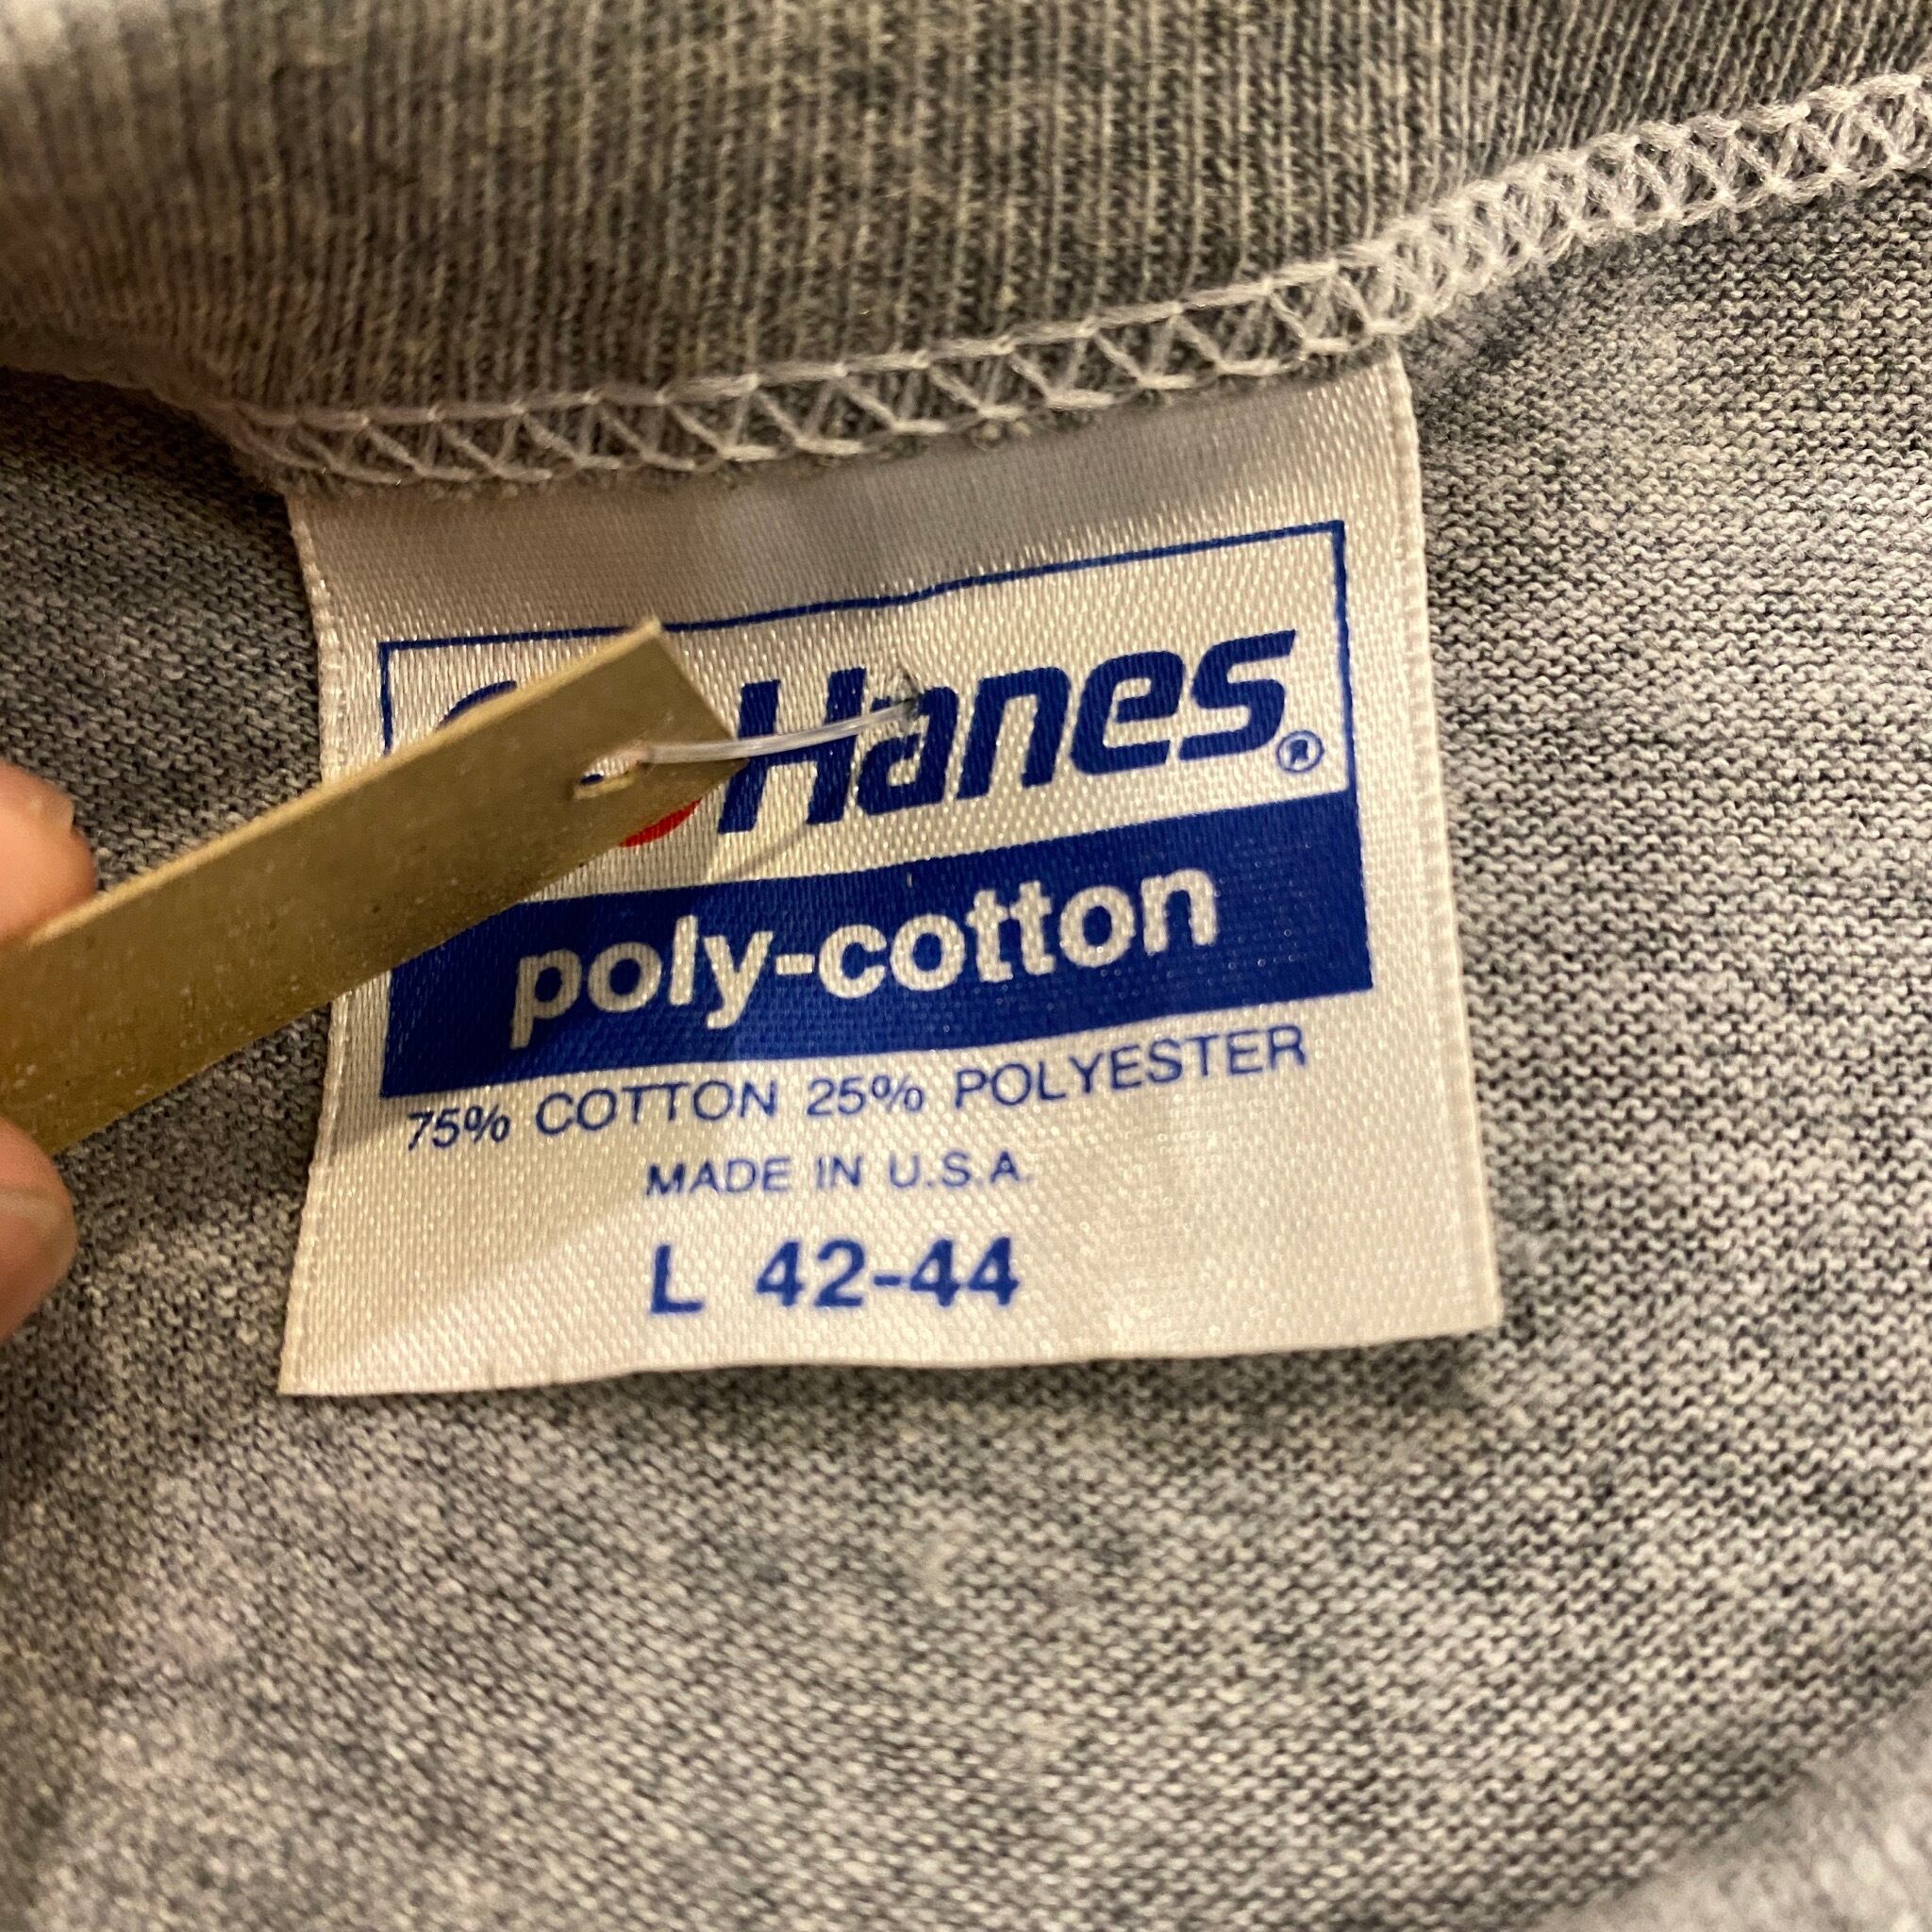 Hanes®
poly-cotton
75% COTTON 25% POLYESTER
MADE IN U.S.A.
L 42-44